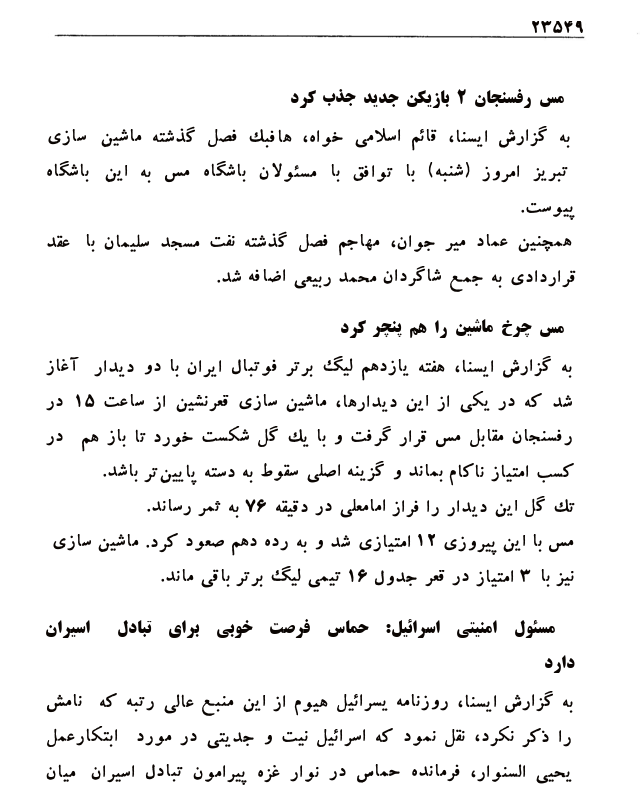 ۲۳۵۴۹
مس رفسنجان ۲ بازیکن جدید جذب کرد
به گزارش ایسنا، قائم اسلامی خواه، هافبک فصل گذشته ماشین سازی
تبریز امروز (شنبه) با توافق با مسئولان باشگاه مس به این باشگاه
پیوست.
همچنین عماد میر جوان، مهاجم فصل گذشته نفت مسجد سلیمان با عقد
قراردادی به جمع شاگردان محمد ربیعی اضافه شد.
مس چرخ ماشین را هم پنچر کرد
به گزارش ایسنا، هفته یازدهم لیگ برتر فوتبال ایران با دو دیدار آغاز
شد که در یکی از این دیدارها، ماشین سازی قعرنشین از ساعت ۱۵ در
رفسنجان مقابل مس قرار گرفت و با یک گل شکست خورد تا باز هم در
کسب امتیاز ناکام بماند و گزینه اصلی سقوط به دسته پایین‌تر باشد.
تک گل این دیدار را فراز امامعلی در دقیقه ۷۶ به ثمر رساند.
مس با این پیروزی ۱۲ امتیازی شد و به رده دهم صعود کرد. ماشین سازی
نیز با ۳ امتیاز در قعر جدول ۱۶ تیمی لیگ برتر باقی ماند.
مسئول امنیتی اسرائیل: حماس فرصت خوبی برای تبادل اسیران
دارد
به گزارش ایسنا، روزنامه یسرائیل هیوم از این منبع عالی رتبه که نامش
را ذکر نکرد، نقل نمود که اسرائیل نیت و جدیتی در مورد ابتکارعمل
یحیی السنوار، فرمانده حماس در نوار غزه پیرامون تبادل اسیران میان